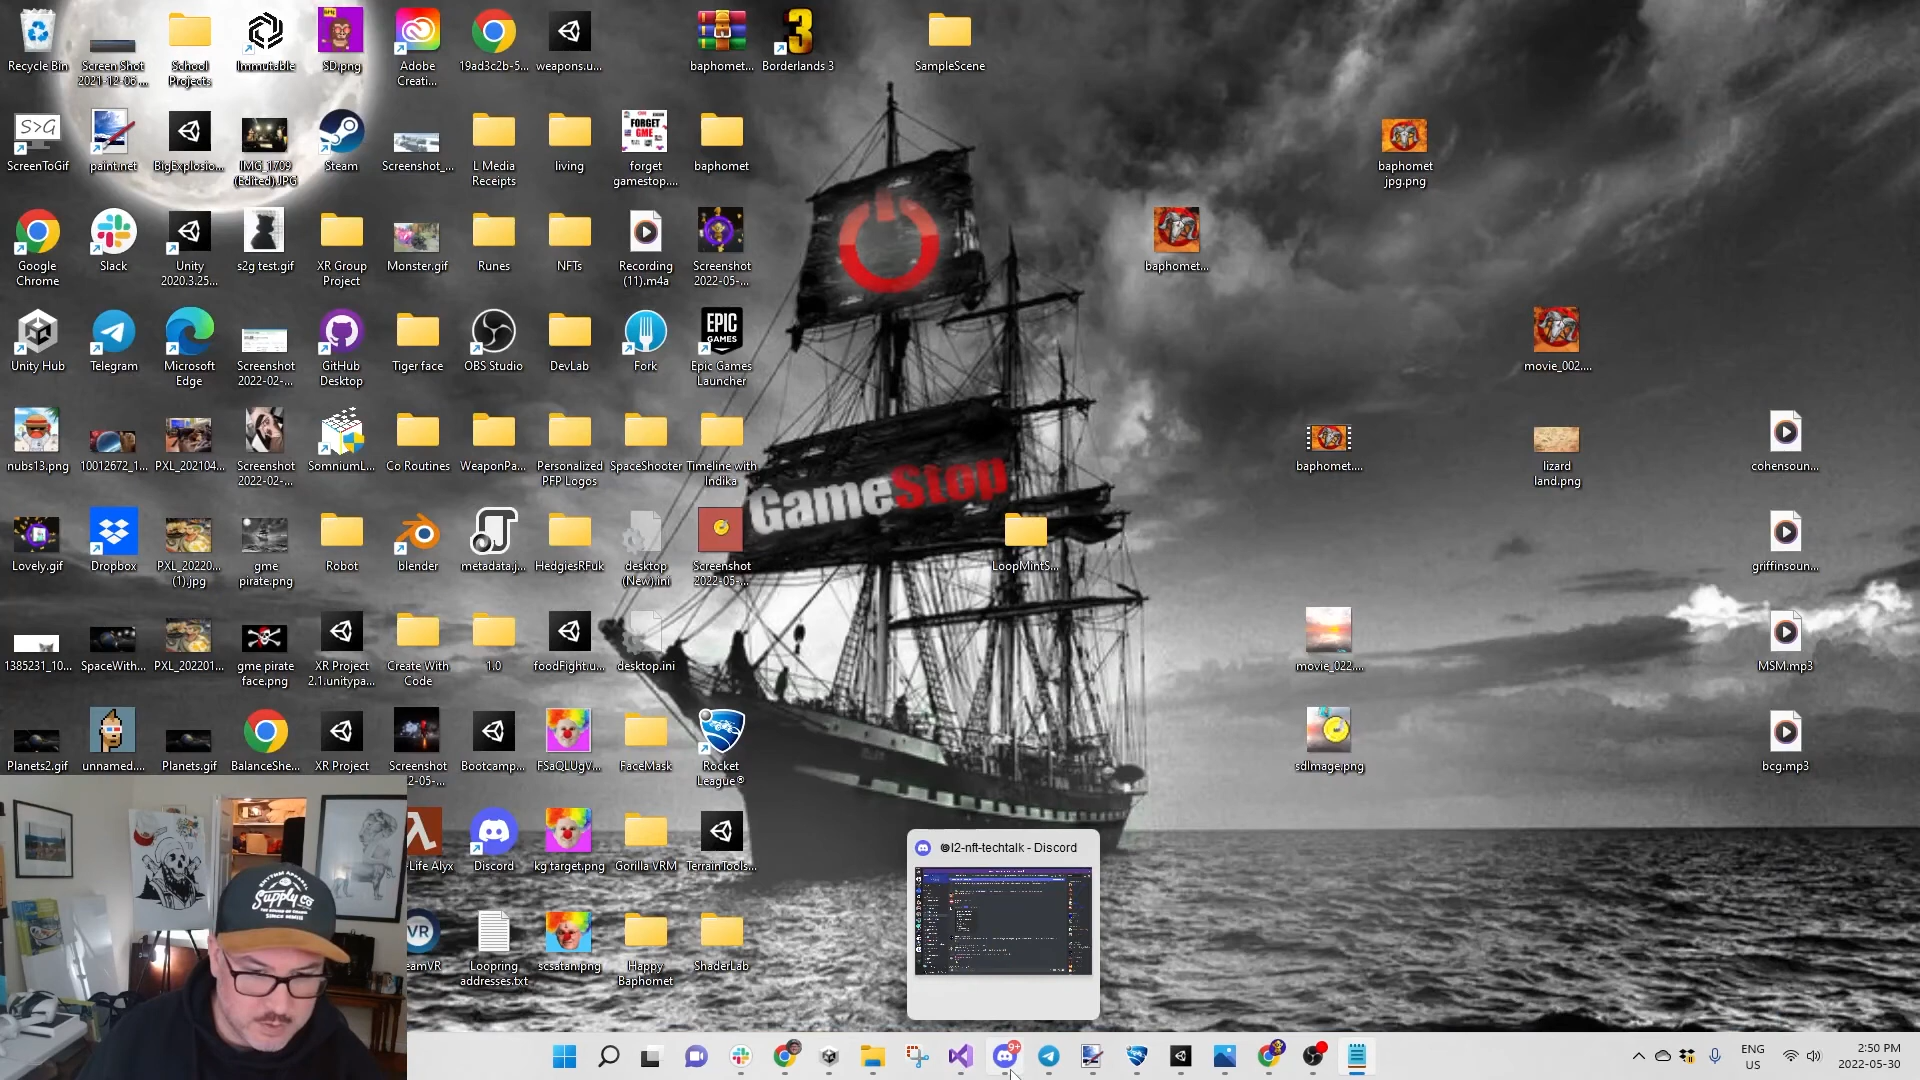 Recycle Bin
Screen Shot
2021-12-06 ...
School
Projects
Immutable
SD.png
Adobe
Creati...
19ad3c2b-5...
weapons.u...
baphomet...
3
Borderlands 3
SampleScene
S>G
ScreenToGif
paint.net
BigExplosio...
IMG_1709
(Edited).JPG
Steam
Screenshot_...
L Media
Receipts
living
FORGET
GME
forget
gamestop....
baphomet
baphomet
jpg.png
Google
Chrome
Slack
Unity
2020.3.25...
s2g test.gif
XR Group
Project
Monster.gif
Runes
NFTs
Recording
(11).m4a
Screenshot
2022-05-...
baphomet...
Unity Hub
Telegram
Microsoft
Edge
Screenshot
2022-02-...
GitHub
Desktop
Tiger face
OBS Studio
DevLab
Fork
EPIC
GAMES
Epic Games
Launcher
movie_002....
nubs13.png
10012672_1...
PXL_202104...
Screenshot
2022-02-...
SomniumL...
Co Routines
WeaponPa...
Personalized
PFP Logos
SpaceShooter
Timeline with
Indika
GameStop
baphomet....
lizard
land.png
cohensoun...
Lovely.gif
Dropbox
PXL_20220...
(1).jpg
gme
pirate.png
Robot
blender
metadata.j...
HedgiesRFuk
desktop
(New).ini
Screenshot
2022-05-...
LoopMintS...
griffinsoun...
1385231_10...
SpaceWith...
PXL_202201...
gme pirate
face.png
XR Project
2.1.unitypa...
Create With
Code
1.0
foodFight.u...
desktop.ini
movie_022....
MSM.mp3
Planets2.gif
unnamed....
Planets.gif
BalanceShe...
XR Project
Screenshot
2-05-...
Bootcamp...
FSaQLUgV...
FaceMask
Rocket
League®
sdImage.png
bcg.mp3
-Life Alyx
Discord
kg target.png
Gorilla VRM
TerrainTools...
l2-nft-techtalk - Discord
Supply Co
VR
eamVR
Loopring
addresses.txt
scsatan.png
Happy
Baphomet
ShaderLab
9+
ENG
US
2:50 PM
2022-05-30